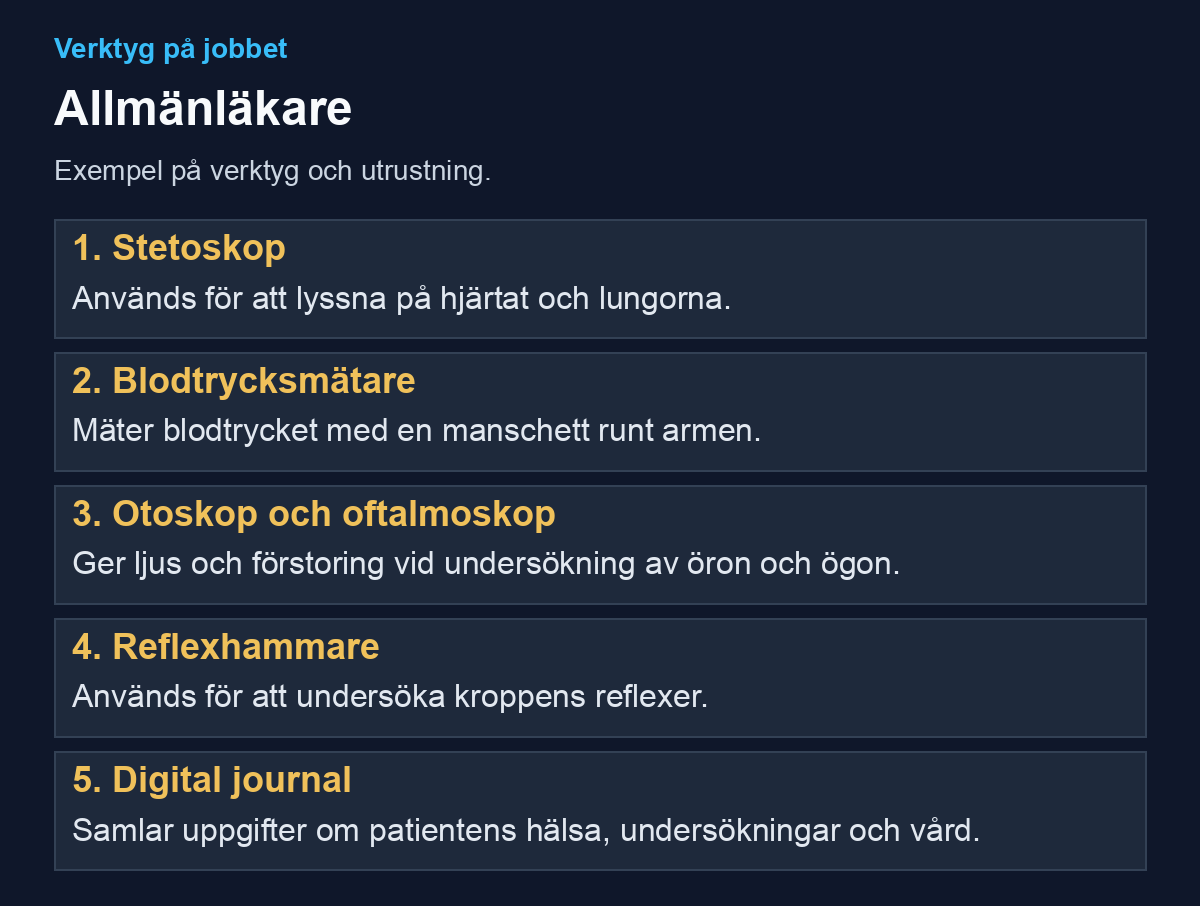 Verktyg på jobbet
Allmänläkare
Exempel på verktyg och utrustning.
1. Stetoskop
Används för att lyssna på hjärtat och lungorna.
2. Blodtrycksmätare
Mäter blodtrycket med en manschett runt armen.
3. Otoskop och oftalmoskop
Ger ljus och förstoring vid undersökning av öron och ögon.
4. Reflexhammare
Används för att undersöka kroppens reflexer.
5. Digital journal
Samlar uppgifter om patientens hälsa, undersökningar och vård.